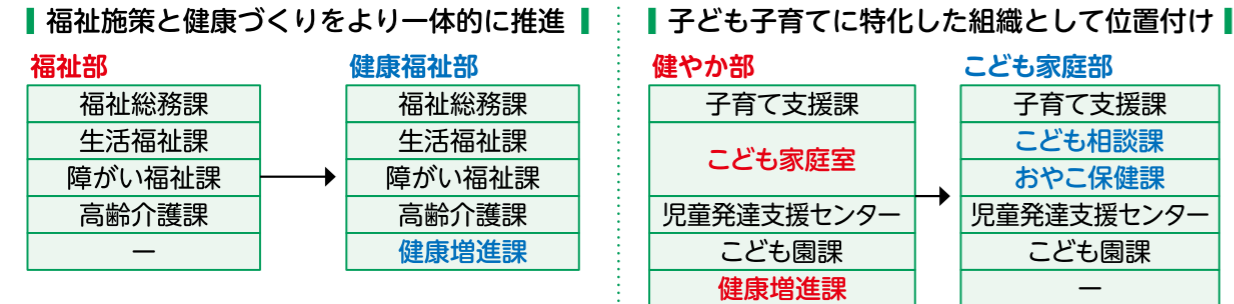 福祉施策と健康づくりをより一体的に推進
福祉部
福祉総務課
生活福祉課
障がい福祉課
高齢介護課
ー
健康福祉部
福祉総務課
生活福祉課
障がい福祉課
高齢介護課
健康増進課
子ども子育てに特化した組織として位置付け
健やか部
子育て支援課
こども家庭室
児童発達支援センター
こども園課
健康増進課
こども家庭部
子育て支援課
こども相談課
おやこ保健課
児童発達支援センター
こども園課
ー